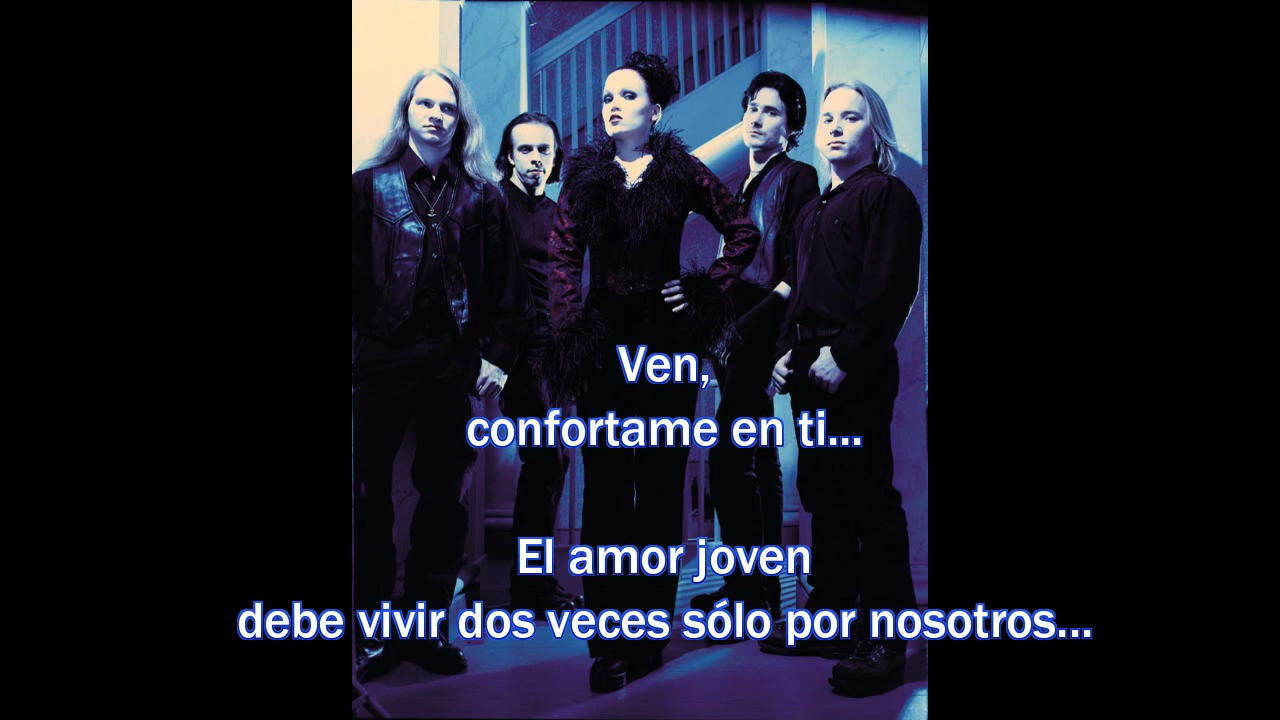 Ven,
confortame en ti...
El amor joven
debe vivir dos veces sólo por nosotros...